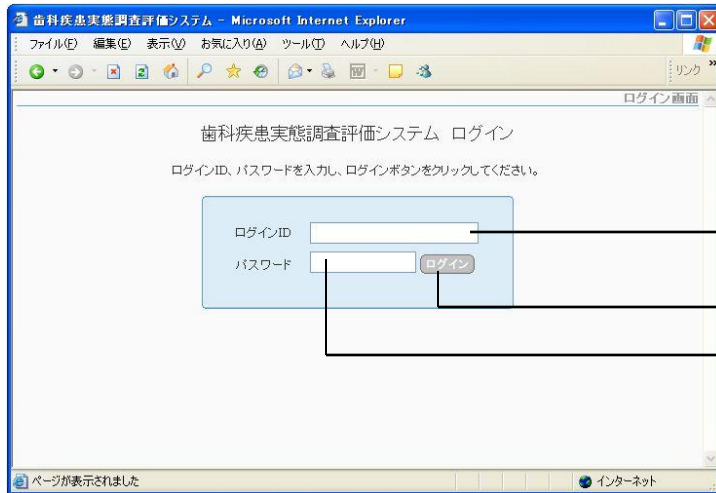 歯科疾患実態調査評価システム - Microsoft Internet Explorer
ファイル(F) 編集(E) 表示(V) お気に入り(A) ツール(T) ヘルプ(H)
リンク
ログイン画面
歯科疾患実態調査評価システム ログイン
ログインID、パスワードを入力し、ログインボタンをクリックしてください。
ログインID
パスワード ログイン
ページが表示されました インターネット